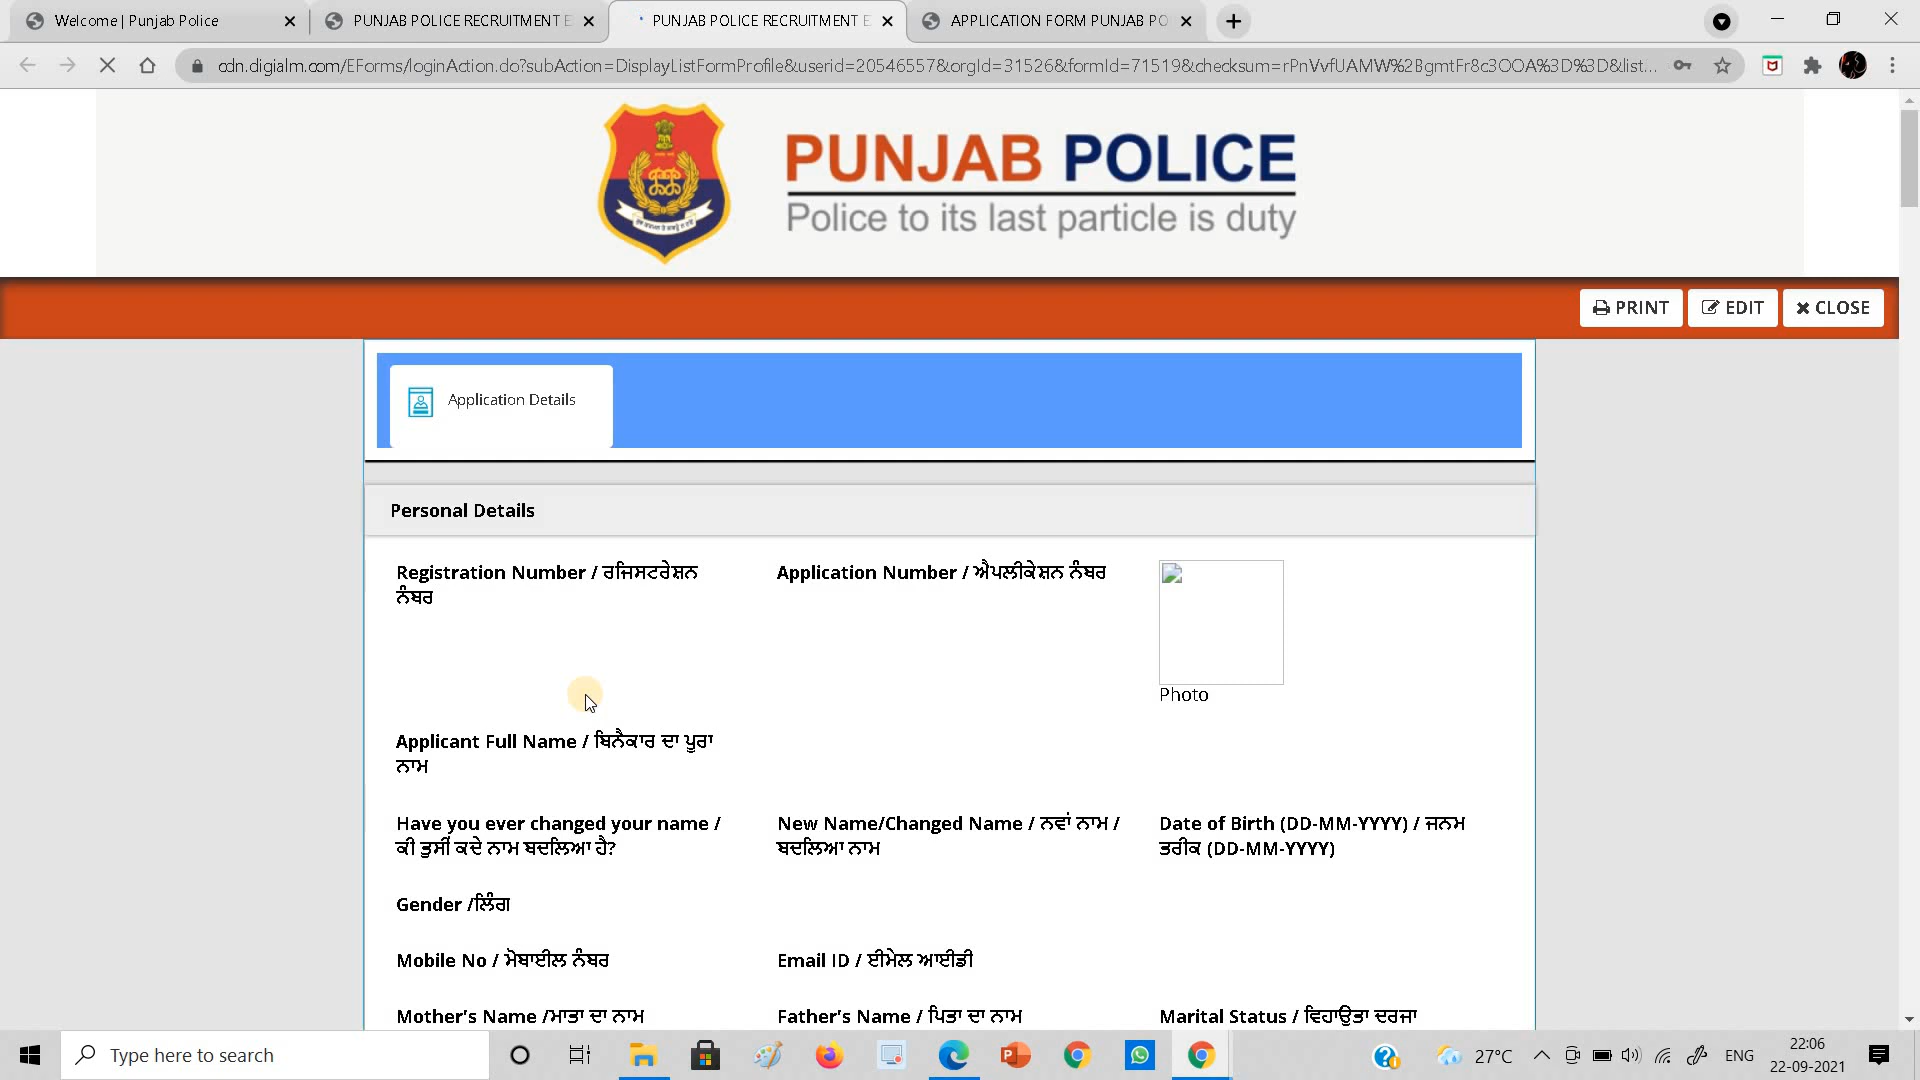 Welcome | Punjab Police
PUNJAB POLICE RECRUITMENT E
PUNJAB POLICE RECRUITMENT E
APPLICATION FORM PUNJAB PO
cdn.digialm.com/EForms/loginAction.do?subAction=DisplayListFormProfile&userid=20546557&orgId=31526&formId=71519&checksum=rPnVvfUAMW%2BgmtFr8c3OOA%3D%3D&list...
PUNJAB POLICE
Police to its last particle is duty
PRINT
EDIT
CLOSE
Application Details
Personal Details
Registration Number / ਰਜਿਸਟਰੇਸ਼ਨ
ਨੰਬਰ
Application Number / ਐਪਲੀਕੇਸ਼ਨ ਨੰਬਰ
Photo
Applicant Full Name / ਬਿਨੈਕਾਰ ਦਾ ਪੂਰਾ
ਨਾਮ
Have you ever changed your name /
ਕੀ ਤੁਸੀਂ ਕਦੇ ਨਾਮ ਬਦਲਿਆ ਹੈ?
New Name/Changed Name / ਨਵਾਂ ਨਾਮ /
ਬਦਲਿਆ ਨਾਮ
Date of Birth (DD-MM-YYYY) / ਜਨਮ
ਤਰੀਕ (DD-MM-YYYY)
Gender /ਲਿੰਗ
Mobile No / ਮੋਬਾਈਲ ਨੰਬਰ
Email ID / ਈਮੇਲ ਆਈਡੀ
Mother's Name /ਮਾਤਾ ਦਾ ਨਾਮ
Father's Name / ਪਿਤਾ ਦਾ ਨਾਮ
Marital Status / ਵਿਹਾਉਤਾ ਦਰਜਾ
Type here to search
27°C
ENG
22:06
22-09-2021